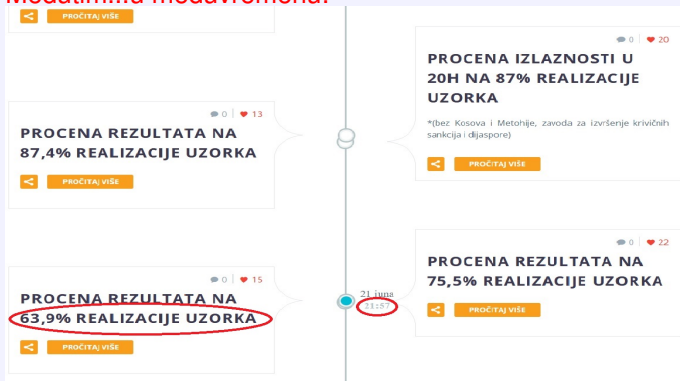 PROČITAJ VIŠE
0 20
PROCENA IZLAZNOSTI U
20H NA 87% REALIZACIJE
UZORKA
*(bez Kosova i Metohije, zavoda za izvršenje krivičnih
sankcija i dijaspore)
PROČITAJ VIŠE
0 13
PROCENA REZULTATA NA
87,4% REALIZACIJE UZORKA
PROČITAJ VIŠE
0 22
PROCENA REZULTATA NA
75,5% REALIZACIJE UZORKA
PROČITAJ VIŠE
21 juna
21:57
0 15
PROCENA REZULTATA NA
63,9% REALIZACIJE UZORKA
PROČITAJ VIŠE